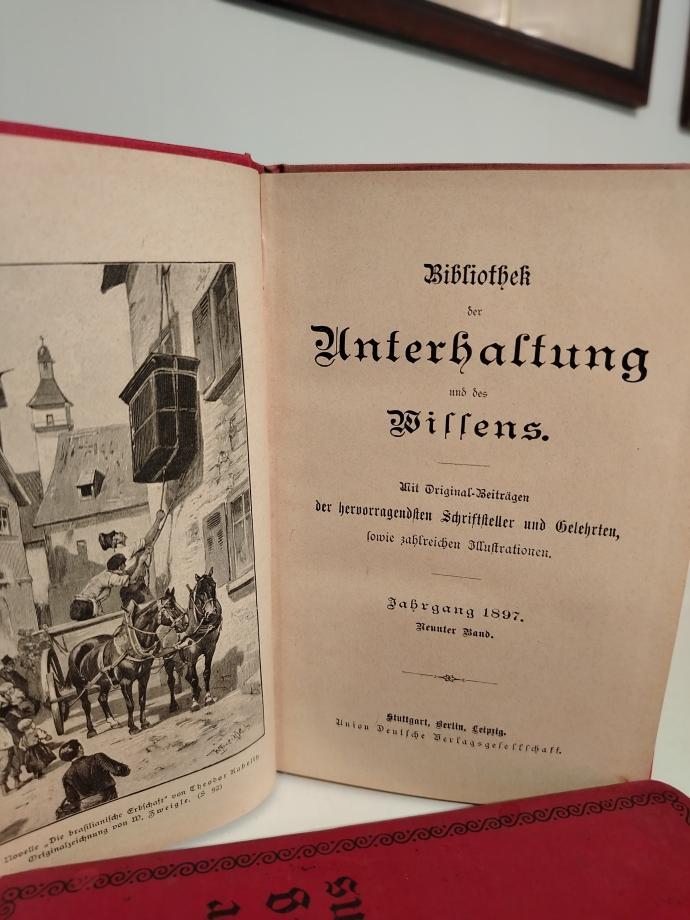 Novelle „Die brasilianische Erbschaft“ von Theodor
Originalzeichnung von W. Zweigle. (S 92)
Bibliothek
der
Unterhaltung
und des
Wissens.
Mit Original-Beiträgen
der hervorragendsten Schriftsteller und Gelehrten,
sowie zahlreichen Illustrationen.
Jahrgang 1897.
Neunter Band.
Stuttgart, Berlin, Leipzig.
Union Deutsche Verlagsgesellschaft.